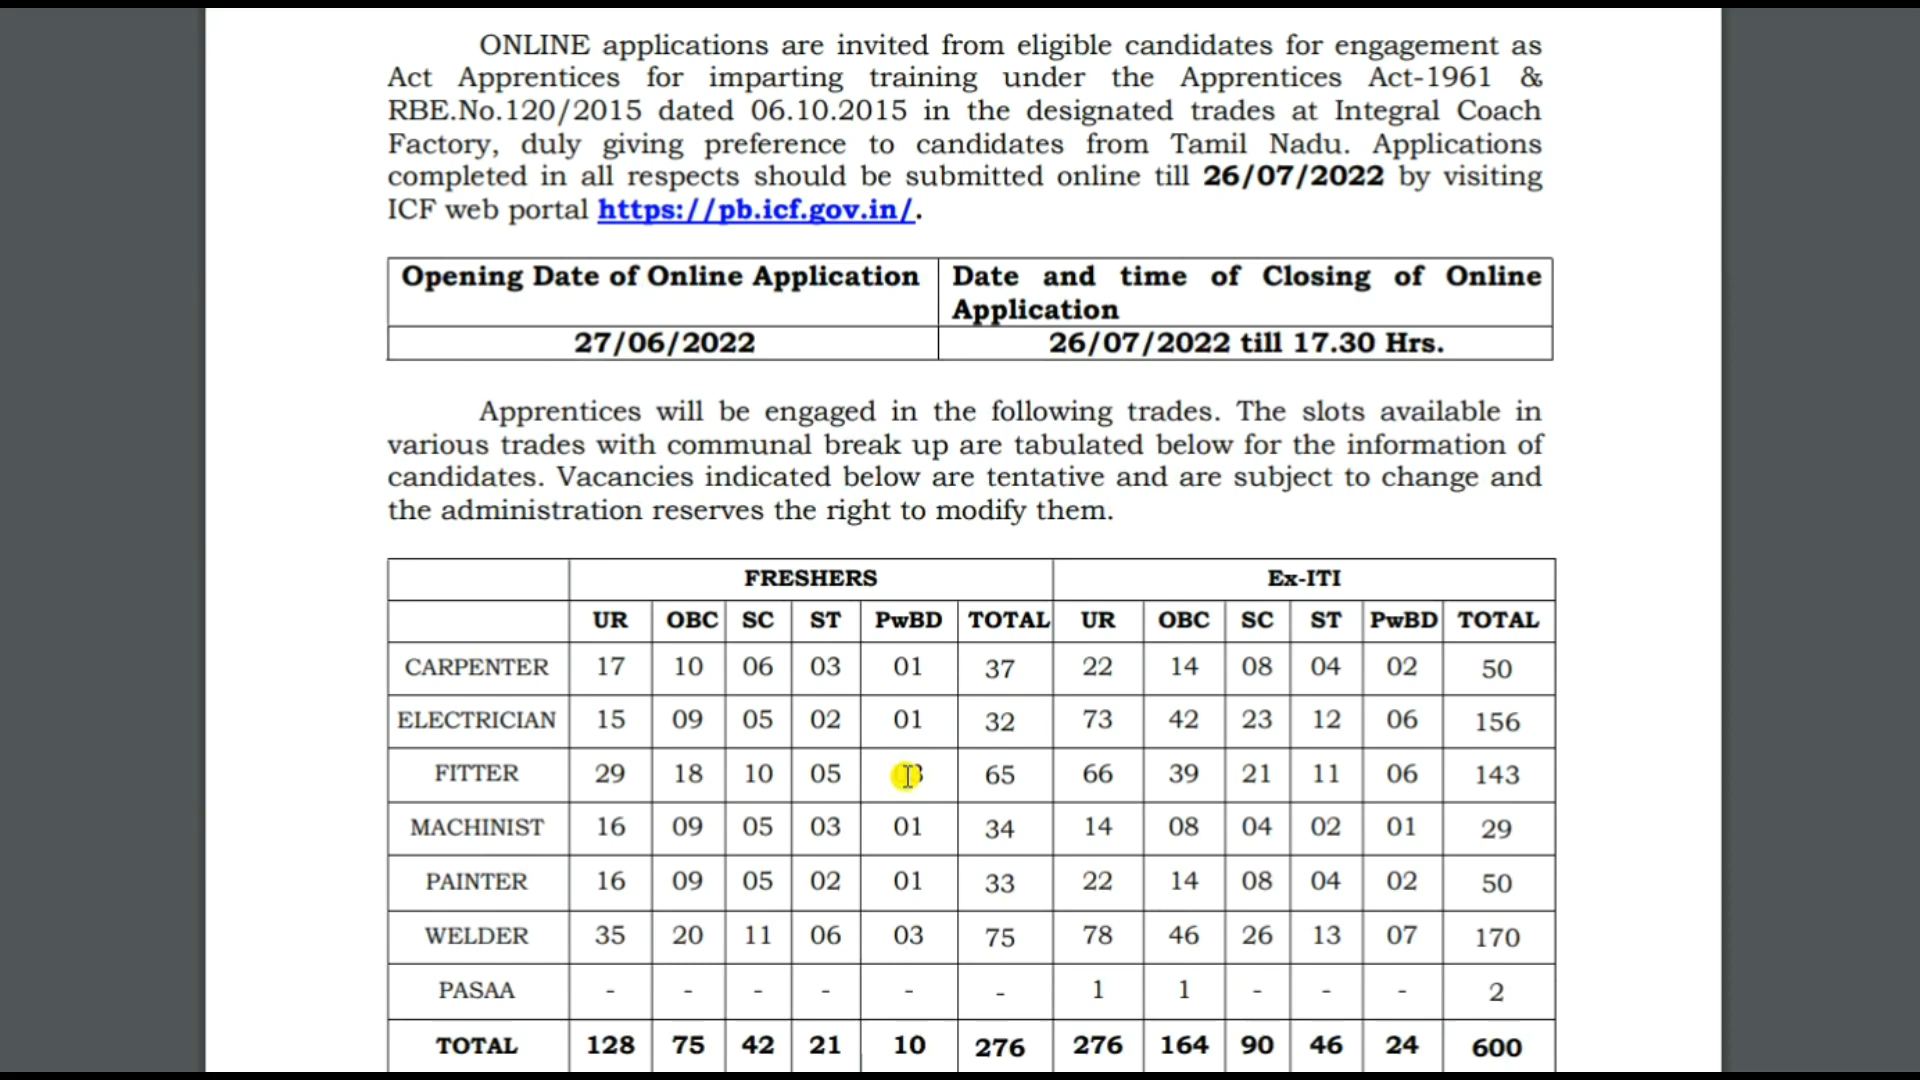 ONLINE applications are invited from eligible candidates for engagement as
Act Apprentices for imparting training under the Apprentices Act-1961 &
RBE.No.120/2015 dated 06.10.2015 in the designated trades at Integral Coach
Factory, duly giving preference to candidates from Tamil Nadu. Applications
completed in all respects should be submitted online till 26/07/2022 by visiting
ICF web portal https://pb.icf.gov.in/.
Opening Date of Online Application Date and time of Closing of Online
Application
27/06/2022 26/07/2022 till 17.30 Hrs.
Apprentices will be engaged in the following trades. The slots available in
various trades with communal break up are tabulated below for the information of
candidates. Vacancies indicated below are tentative and are subject to change and
the administration reserves the right to modify them.
FRESHERS Ex-ITI
UR OBC SC ST PwBD TOTAL UR OBC SC ST PwBD TOTAL
CARPENTER 17 10 06 03 01 37 22 14 08 04 02 50
ELECTRICIAN 15 09 05 02 01 32 73 42 23 12 06 156
FITTER 29 18 10 05 65 66 39 21 11 06 143
MACHINIST 16 09 05 03 01 34 14 08 04 02 01 29
PAINTER 16 09 05 02 01 33 22 14 08 04 02 50
WELDER 35 20 11 06 03 75 78 46 26 13 07 170
PASAA - - - - - - 1 1 - - - 2
TOTAL 128 75 42 21 10 276 276 164 90 46 24 600